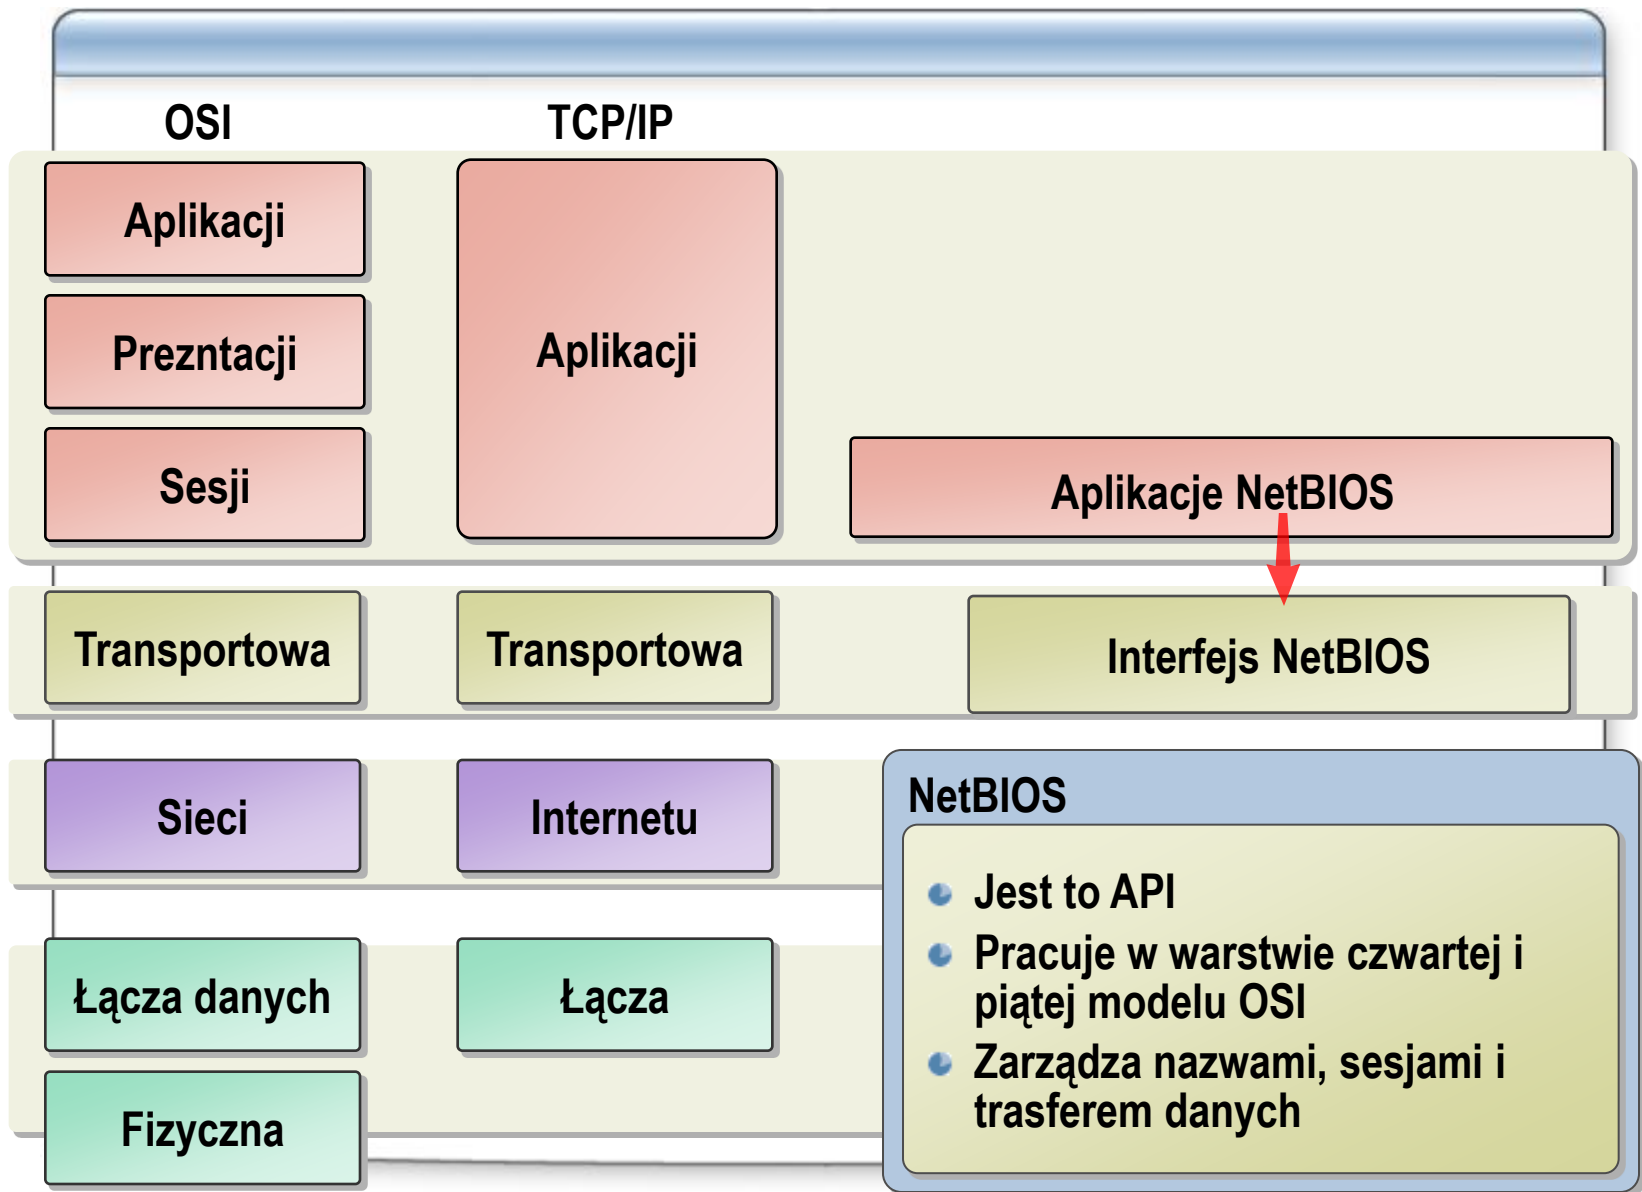 OSI
TCP/IP
Aplikacji
Prezntacji
Sesji
Aplikacji
Aplikacje NetBIOS
Transportowa
Transportowa
Interfejs NetBIOS
Sieci
Internetu
Łącza danych
Łącza
Fizyczna
NetBIOS
Jest to API
Pracuje w warstwie czwartej i
piątej modelu OSI
Zarządza nazwami, sesjami i
trasferem danych